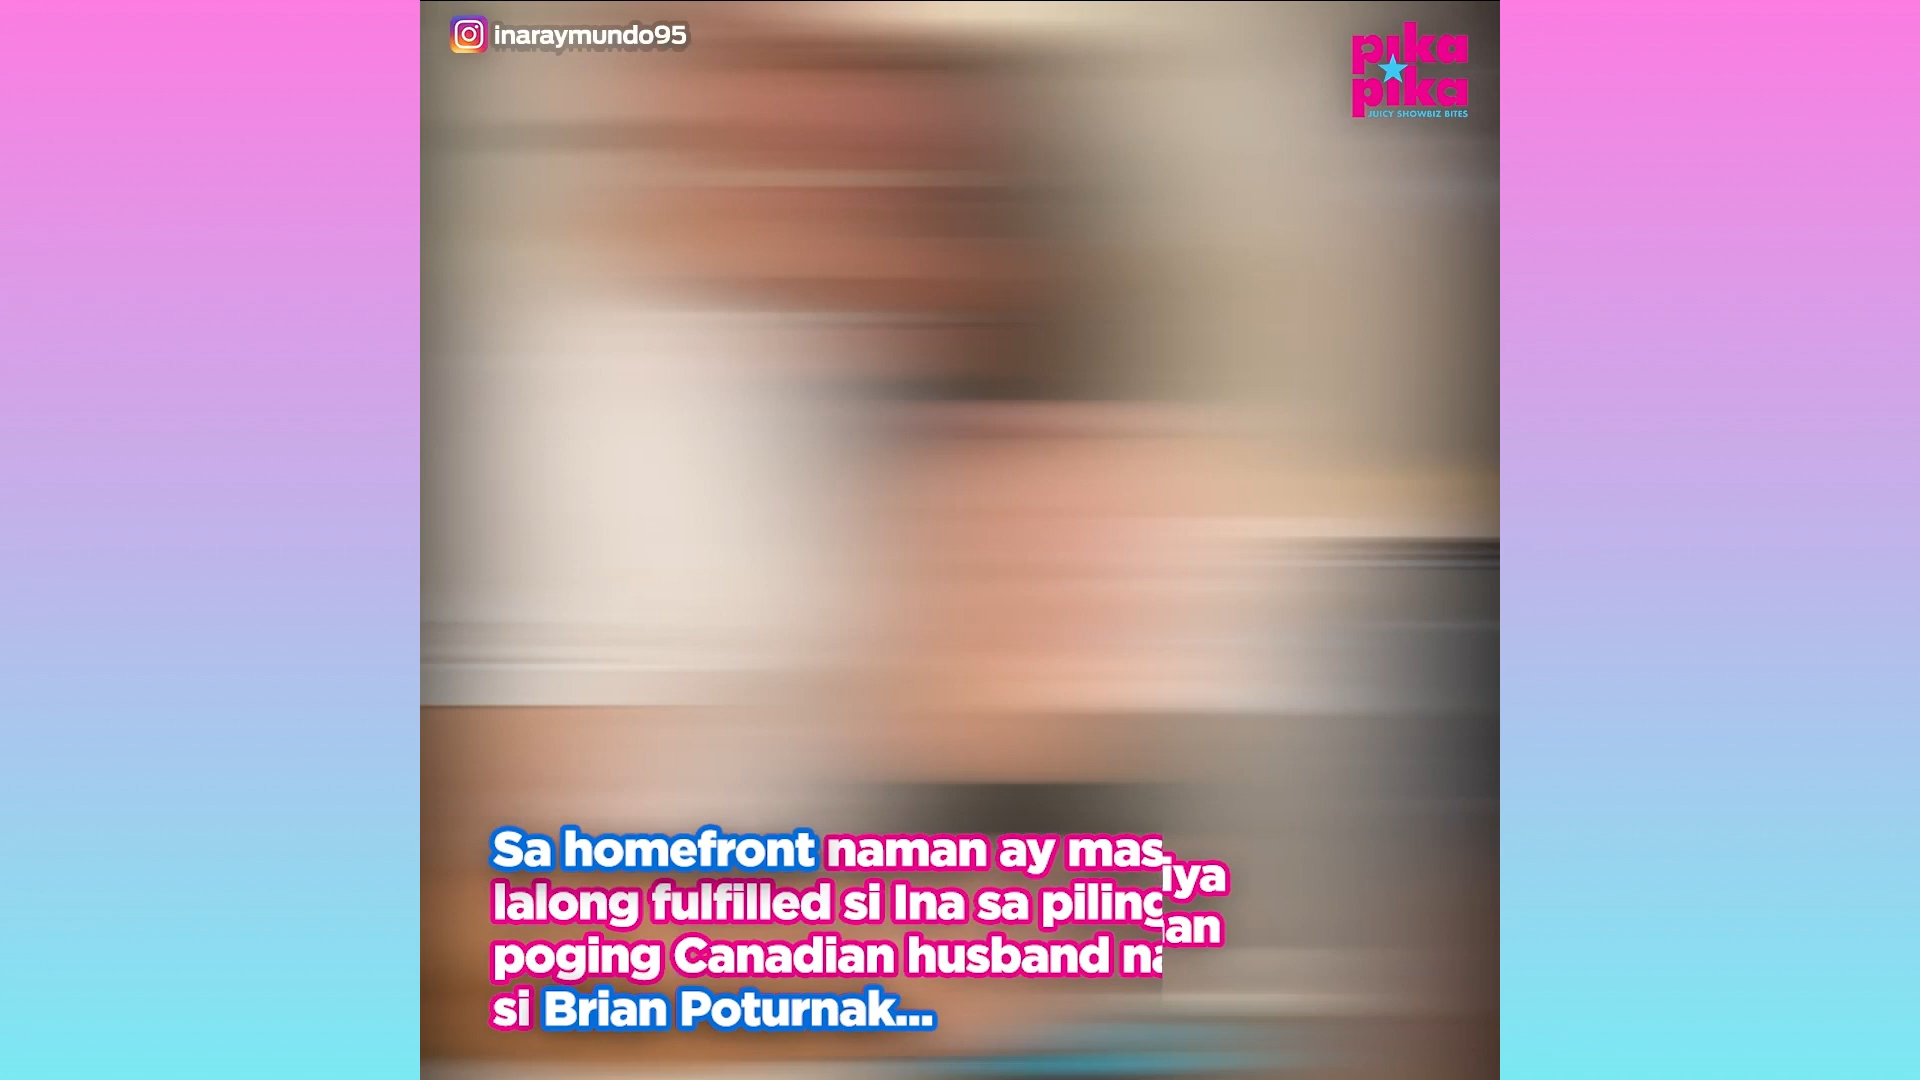 inaraymundo95
pika
pika
JUICY SHOWBIZ BITES
Sa homefront naman ay mas
iya
lalong fulfilled si Ina sa piling
an
poging Canadian husband na
si Brian Poturnak...